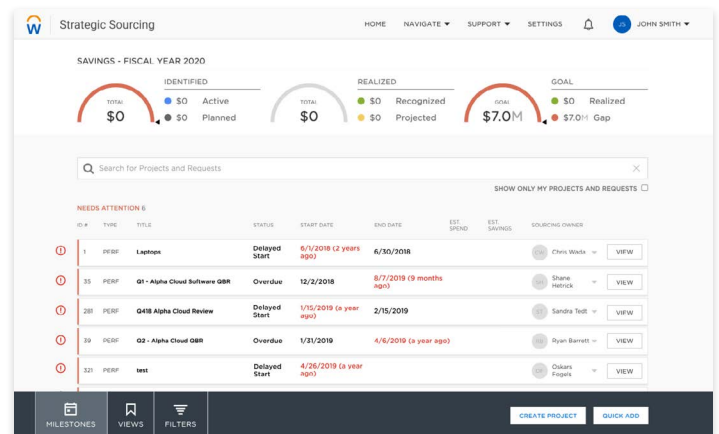 Strategic Sourcing
HOME NAVIGATE SUPPORT SETTINGS JS JOHN SMITH
SAVINGS - FISCAL YEAR 2020
IDENTIFIED
TOTAL
$0
$0 Active
$0 Planned
REALIZED
TOTAL
$0
$0 Recognized
$0 Projected
GOAL
GOAL
$7.0M
$0 Realized
$7.0M Gap
Search for Projects and Requests
SHOW ONLY MY PROJECTS AND REQUESTS
NEEDS ATTENTION 6
ID # TYPE TITLE STATUS START DATE END DATE EST. SPEND EST. SAVINGS SOURCING OWNER
1 PERF Laptops Delayed Start 6/1/2018 (2 years ago) 6/30/2018 CW Chris Wada VIEW
35 PERF Q1 - Alpha Cloud Software QBR Overdue 12/2/2018 8/7/2019 (9 months ago) SH Shane Hetrick VIEW
281 PERF Q418 Alpha Cloud Review Delayed Start 1/15/2019 (a year ago) 2/15/2019 ST Sandra Tedt VIEW
39 PERF Q2 - Alpha Cloud QBR Overdue 1/31/2019 4/6/2019 (a year ago) RB Ryan Barrett VIEW
321 PERF test Delayed Start 4/26/2019 (a year ago) OF Oskars Fogels VIEW
MILESTONES VIEWS FILTERS CREATE PROJECT QUICK ADD